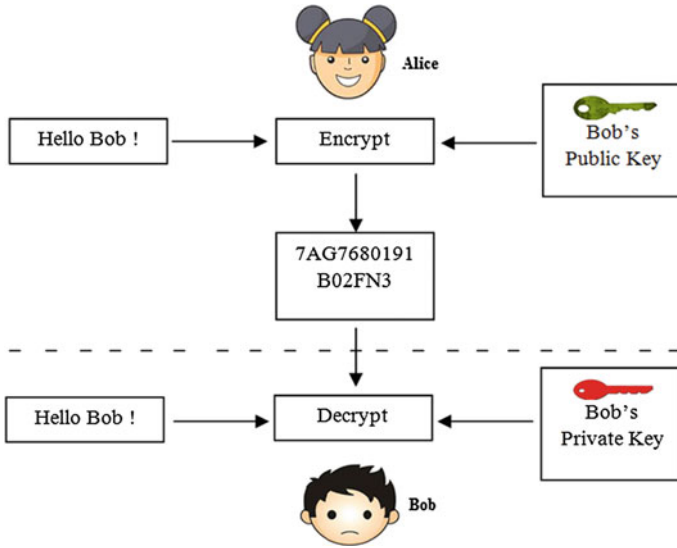 Alice
Hello Bob !
Encrypt
Bob's
Public Key
7AG7680191
B02FN3
Hello Bob !
Decrypt
Bob's
Private Key
Bob